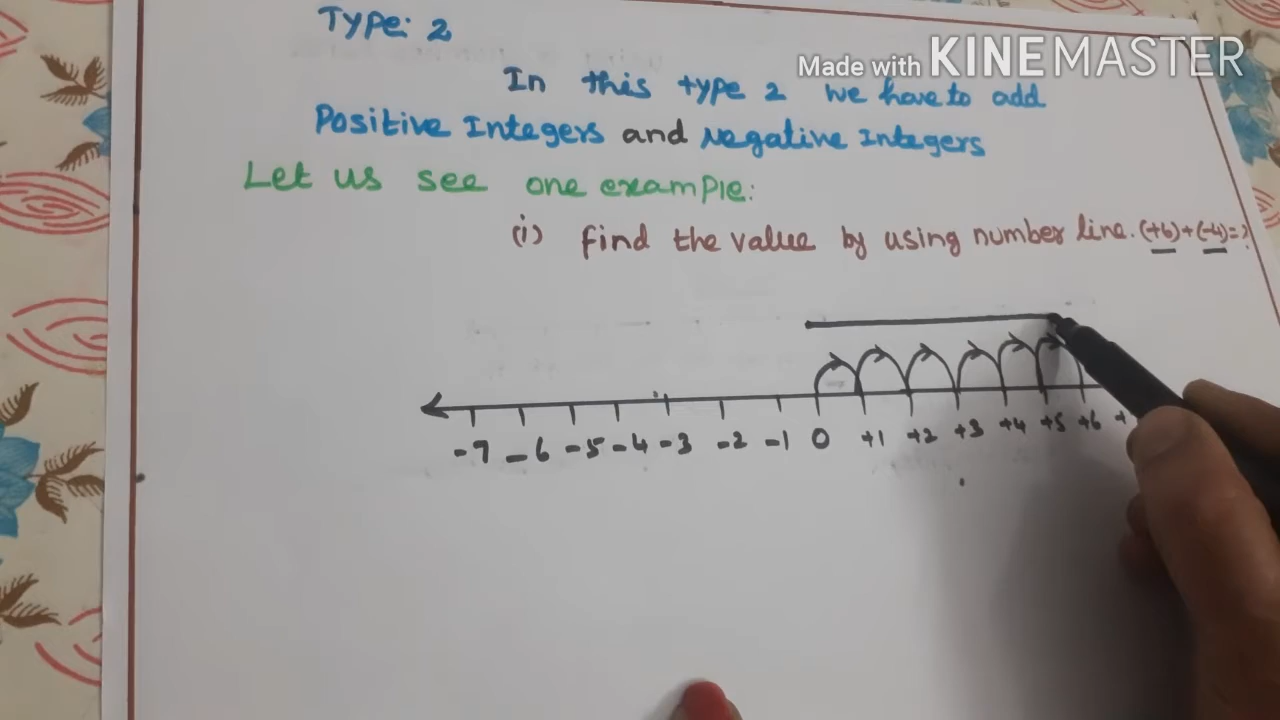 Type: 2
Made with KINEMASTER
In this type 2 we have to add
Positive Integers and Negative Integers
Let us see one example:
(i) find the value by using number line. (+6)+(-4)=?
-7 -6 -5 -4 -3 -2 -1 0 +1 +2 +3 +4 +5 +6 +